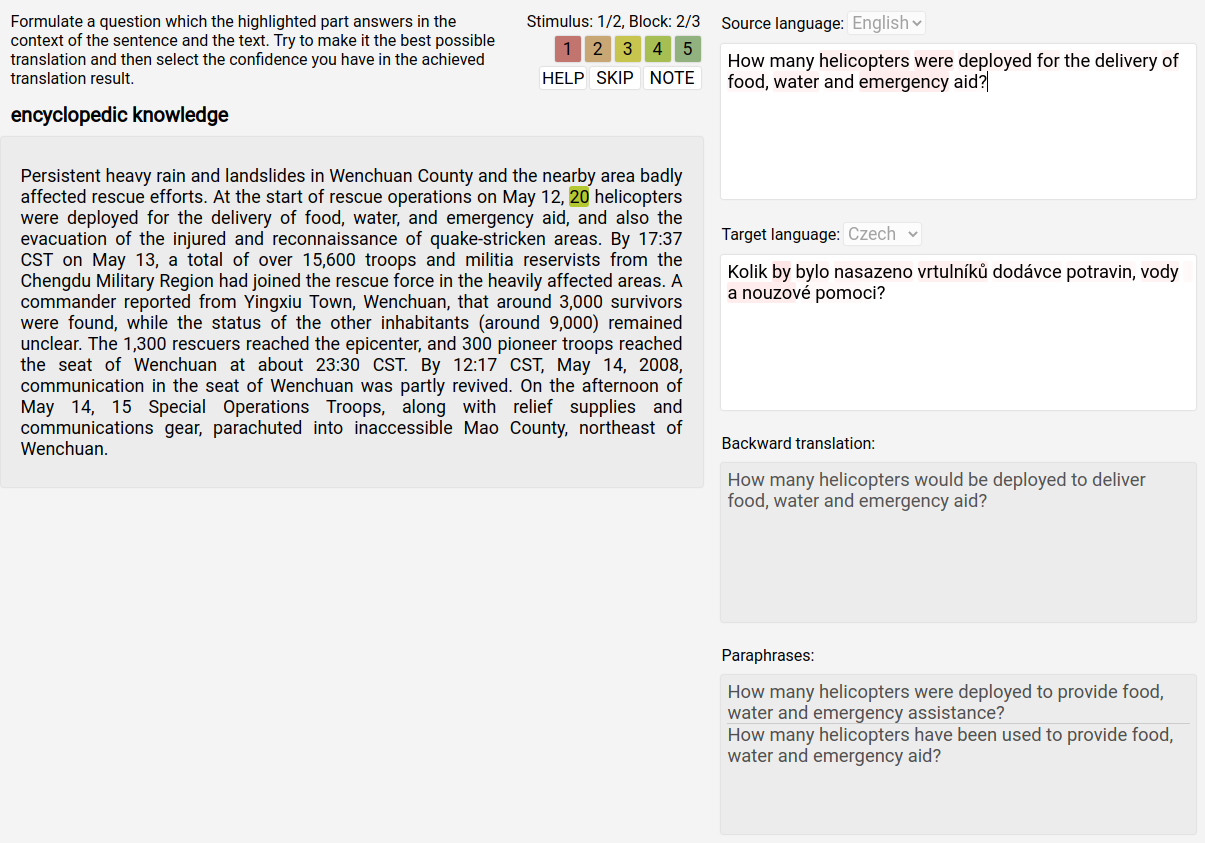 Formulate a question which the highlighted part answers in the
context of the sentence and the text. Try to make it the best possible
translation and then select the confidence you have in the achieved
translation result.
Stimulus: 1/2, Block: 2/3
1 2 3 4 5
HELP SKIP NOTE
encyclopedic knowledge
Persistent heavy rain and landslides in Wenchuan County and the nearby area badly
affected rescue efforts. At the start of rescue operations on May 12, 20 helicopters
were deployed for the delivery of food, water, and emergency aid, and also the
evacuation of the injured and reconnaissance of quake-stricken areas. By 17:37
CST on May 13, a total of over 15,600 troops and militia reservists from the
Chengdu Military Region had joined the rescue force in the heavily affected areas. A
commander reported from Yingxiu Town, Wenchuan, that around 3,000 survivors
were found, while the status of the other inhabitants (around 9,000) remained
unclear. The 1,300 rescuers reached the epicenter, and 300 pioneer troops reached
the seat of Wenchuan at about 23:30 CST. By 12:17 CST, May 14, 2008,
communication in the seat of Wenchuan was partly revived. On the afternoon of
May 14, 15 Special Operations Troops, along with relief supplies and
communications gear, parachuted into inaccessible Mao County, northeast of
Wenchuan.
Source language: English
How many helicopters were deployed for the delivery of
food, water and emergency aid?
Target language: Czech
Kolik by bylo nasazeno vrtulníků dodávce potravin, vody
a nouzové pomoci?
Backward translation:
How many helicopters would be deployed to deliver
food, water and emergency aid?
Paraphrases:
How many helicopters were deployed to provide food,
water and emergency assistance?
How many helicopters have been used to provide food,
water and emergency aid?